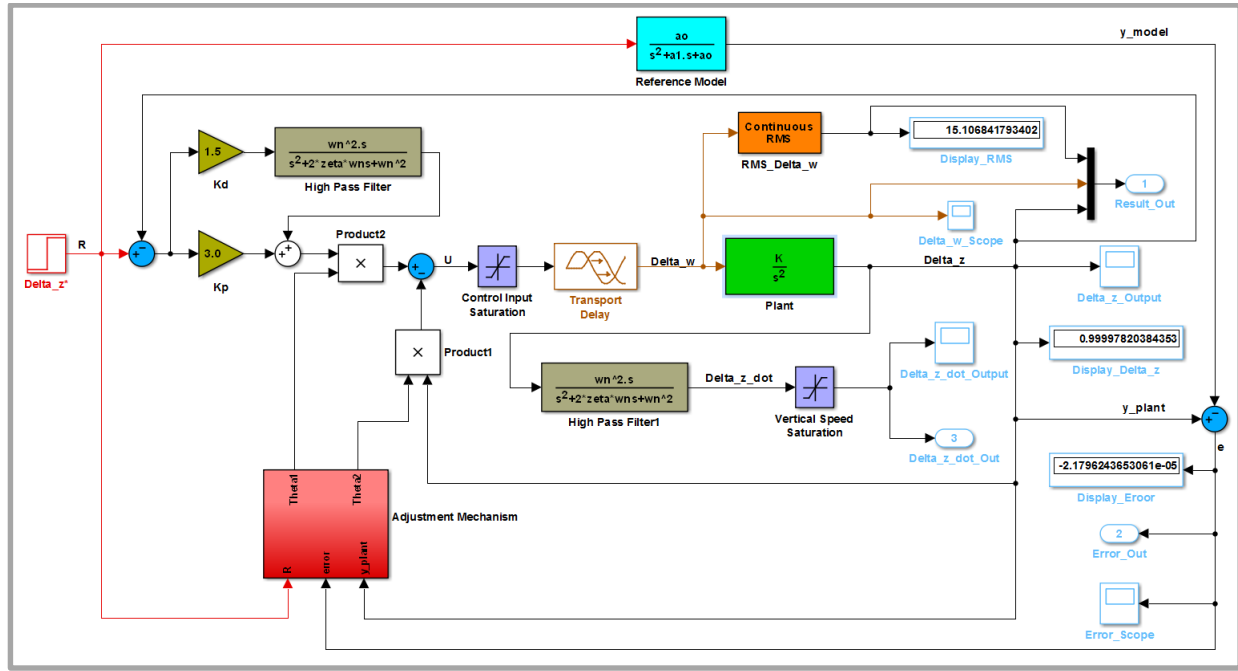 ao
s²+a1.s+ao
Reference Model
y_model
1.5
Kd
wn^2.s
s²+2*zeta*wns+wn^2
High Pass Filter
Continuous
RMS
RMS_Delta_w
15.106841793402
Display_RMS
1
Result_Out
R
Delta_z*
3.0
Kp
Product2
×
U
Control Input
Saturation
Transport
Delay
Delta_w
K
s²
Plant
Delta_w_Scope
Delta_z
Delta_z_Output
×
Product1
wn^2.s
s²+2*zeta*wns+wn^2
High Pass Filter1
Delta_z_dot
Vertical Speed
Saturation
Delta_z_dot_Output
3
Delta_z_dot_Out
0.99997820384353
Display_Delta_z
y_plant
e
-2.1796243653061e-05
Display_Eroor
2
Error_Out
Error_Scope
Theta1
Theta2
Adjustment Mechanism
R
error
y_plant